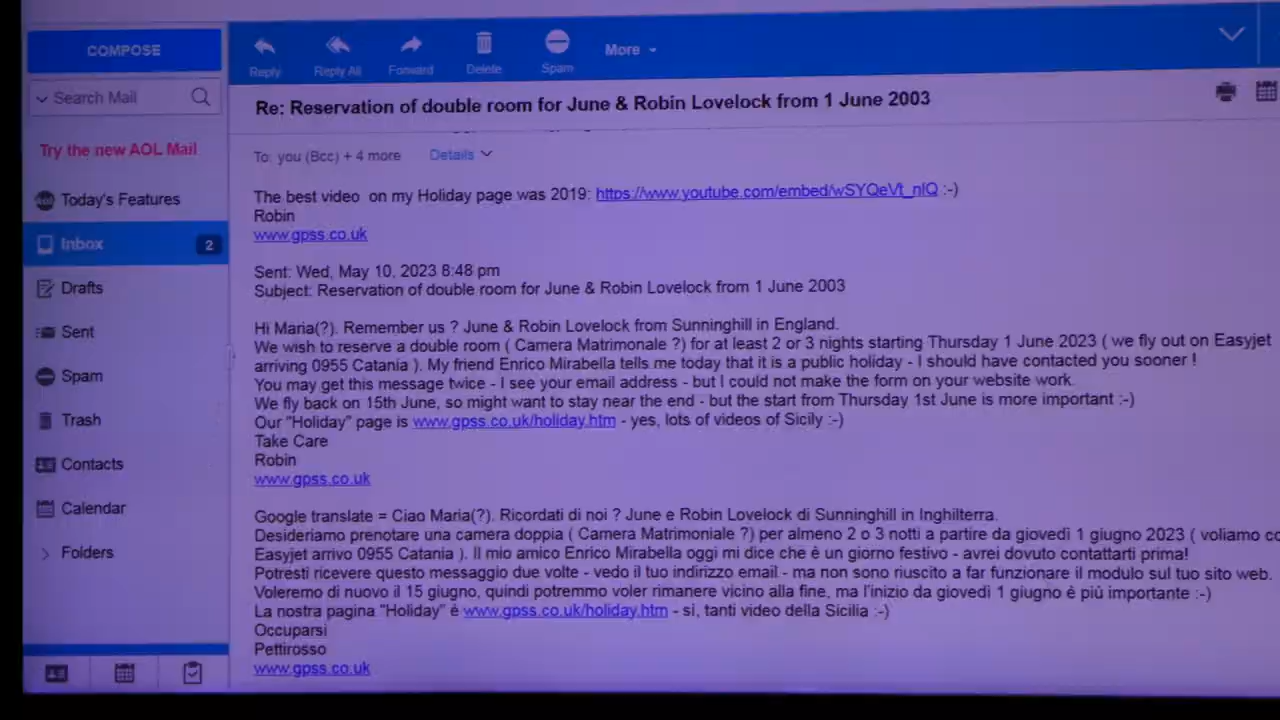 COMPOSE
Search Mail
Try the new AOL Mail
Today's Features
Inbox 2
Drafts
Sent
Spam
Trash
Contacts
Calendar
Folders
Reply
Reply All
Forward
Delete
Spam
More
Re: Reservation of double room for June & Robin Lovelock from 1 June 2003
To: you (Bcc) + 4 more Details
The best video on my Holiday page was 2019: https://www.youtube.com/embed/wSYQeVt_nIQ :-)
Robin
www.gpss.co.uk
Sent: Wed, May 10, 2023 6:48 pm
Subject: Reservation of double room for June & Robin Lovelock from 1 June 2003
Hi Maria(?). Remember us ? June & Robin Lovelock from Sunninghill in England.
We wish to reserve a double room ( Camera Matrimonale ?) for at least 2 or 3 nights starting Thursday 1 June 2023 ( we fly out on Easyjet
arriving 0955 Catania ). My friend Enrico Mirabella tells me today that it is a public holiday - I should have contacted you sooner !
You may get this message twice - I see your email address - but I could not make the form on your website work.
We fly back on 15th June, so might want to stay near the end - but the start from Thursday 1st June is more important :-)
Our "Holiday" page is www.gpss.co.uk/holiday.htm - yes, lots of videos of Sicily :-)
Take Care
Robin
www.gpss.co.uk
Google translate = Ciao Maria(?). Ricordati di noi ? June e Robin Lovelock di Sunninghill in Inghilterra.
Desideriamo prenotare una camera doppia ( Camera Matrimoniale ?) per almeno 2 o 3 notti a partire da giovedì 1 giugno 2023 ( voliamo co
Easyjet arrivo 0955 Catania ). Il mio amico Enrico Mirabella oggi mi dice che è un giorno festivo - avrei dovuto contattarti prima!
Potresti ricevere questo messaggio due volte - vedo il tuo indirizzo email - ma non sono riuscito a far funzionare il modulo sul tuo sito web.
Voleremo di nuovo il 15 giugno, quindi potremmo voler rimanere vicino alla fine, ma l'inizio da giovedì 1 giugno è più importante :-)
La nostra pagina "Holiday" è www.gpss.co.uk/holiday.htm - sì, tanti video della Sicilia :-)
Occuparsi
Pettirosso
www.gpss.co.uk